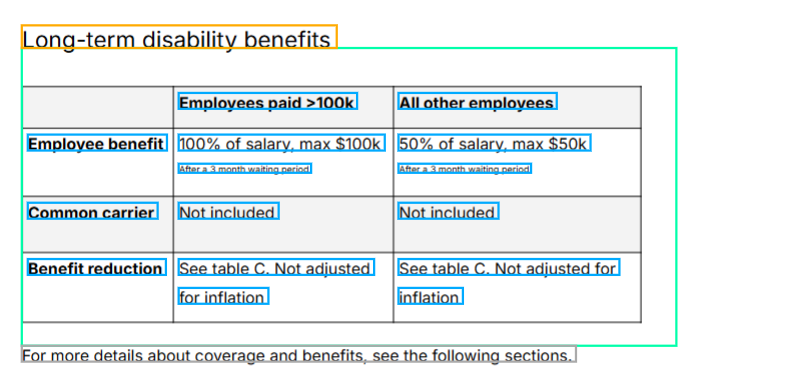 Long-term disability benefits
Employees paid >100k
All other employees
Employee benefit
100% of salary, max $100k
After a 3 month waiting period
50% of salary, max $50k
After a 3 month waiting period
Common carrier
Not included
Not included
Benefit reduction
See table C. Not adjusted
for inflation
See table C. Not adjusted for
inflation
For more details about coverage and benefits, see the following sections.